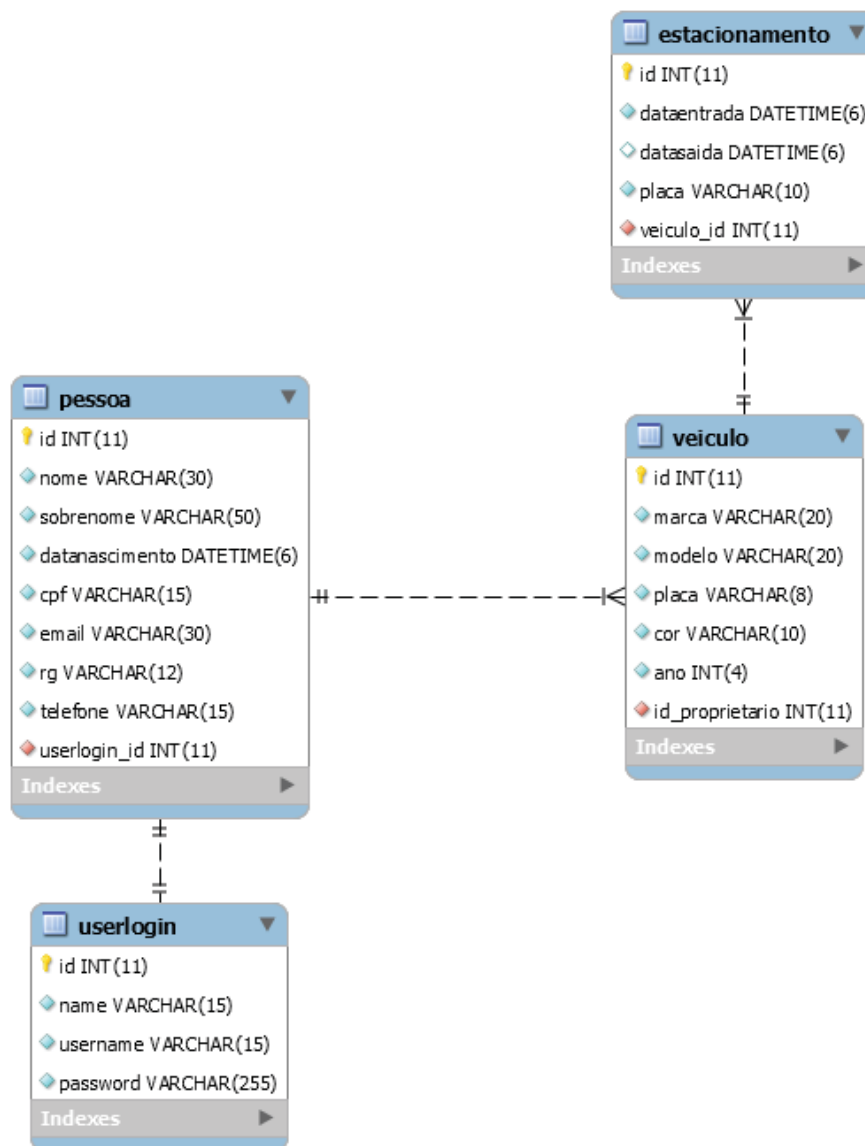 estacionamento
id INT(11)
dataentrada DATETIME(6)
datasaida DATETIME(6)
placa VARCHAR(10)
veiculo_id INT(11)
Indexes
pessoa
id INT(11)
nome VARCHAR(30)
sobrenome VARCHAR(50)
datanascimento DATETIME(6)
cpf VARCHAR(15)
email VARCHAR(30)
rg VARCHAR(12)
telefone VARCHAR(15)
userlogin_id INT(11)
Indexes
veiculo
id INT(11)
marca VARCHAR(20)
modelo VARCHAR(20)
placa VARCHAR(8)
cor VARCHAR(10)
ano INT(4)
id_proprietario INT(11)
Indexes
userlogin
id INT(11)
name VARCHAR(15)
username VARCHAR(15)
password VARCHAR(255)
Indexes